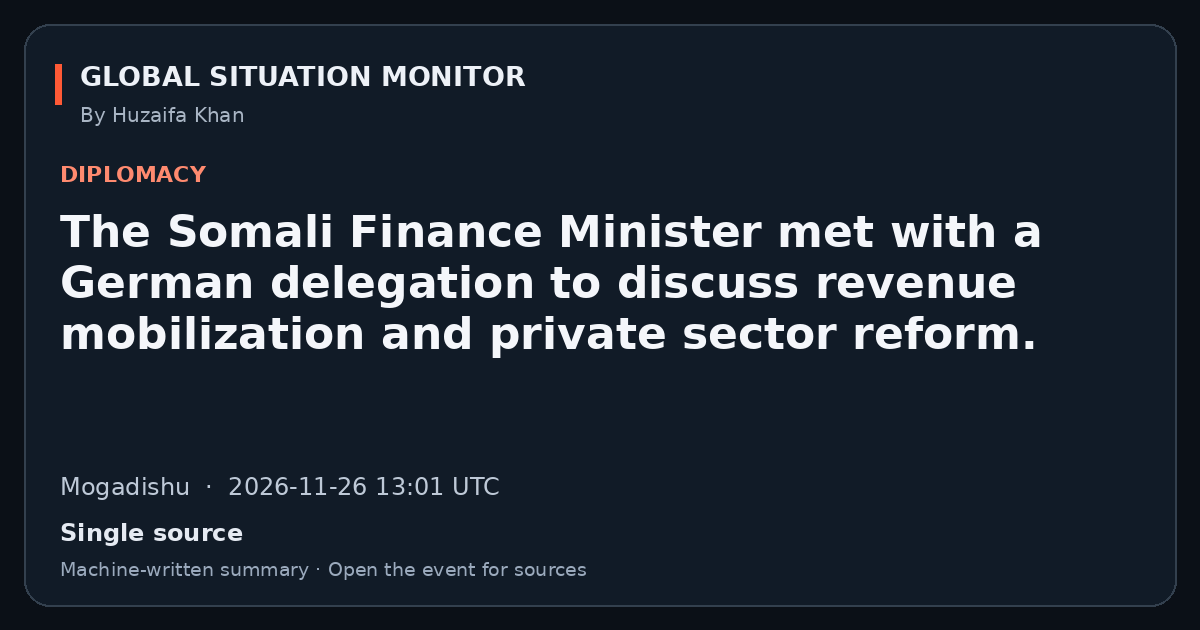 GLOBAL SITUATION MONITOR
By Huzaifa Khan
DIPLOMACY
The Somali Finance Minister met with a
German delegation to discuss revenue
mobilization and private sector reform.
Mogadishu · 2026-11-26 13:01 UTC
Single source
Machine-written summary · Open the event for sources